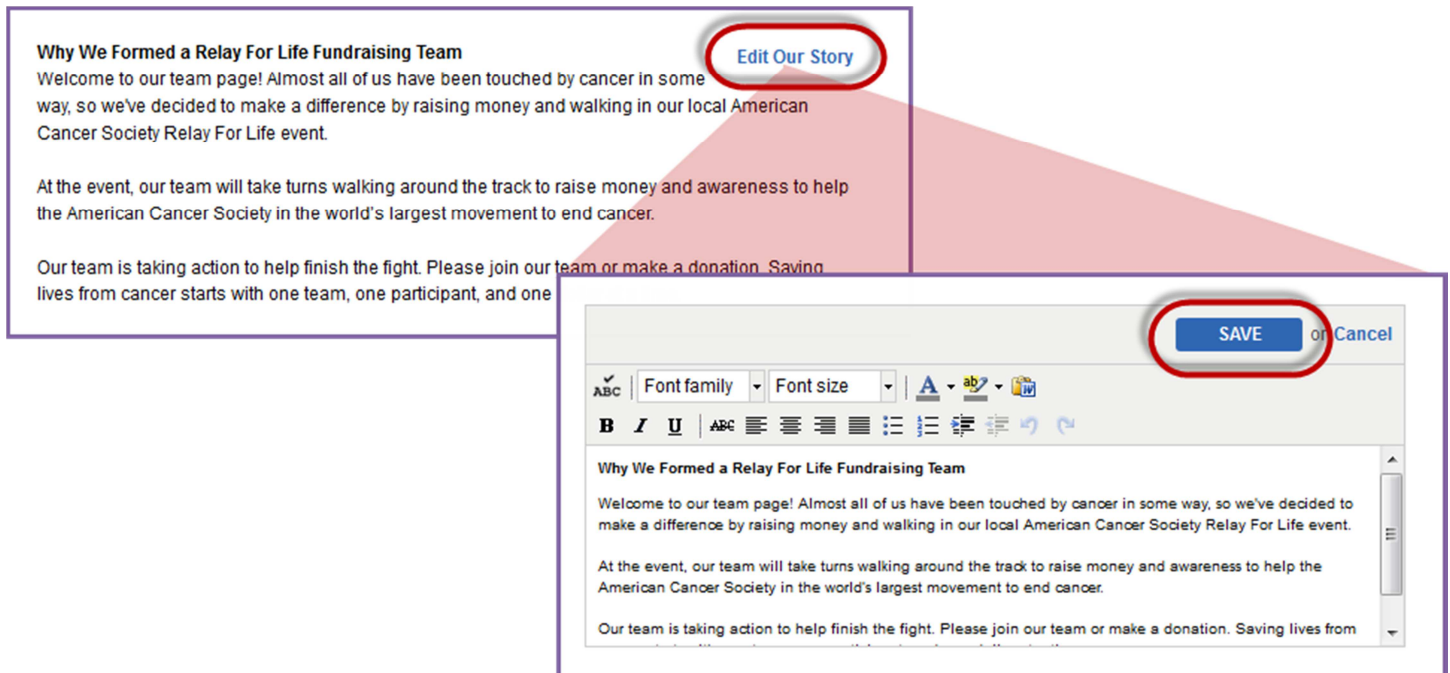 Why We Formed a Relay For Life Fundraising Team
Edit Our Story
Welcome to our team page! Almost all of us have been touched by cancer in some
way, so we've decided to make a difference by raising money and walking in our local American
Cancer Society Relay For Life event.
At the event, our team will take turns walking around the track to raise money and awareness to help
the American Cancer Society in the world's largest movement to end cancer.
Our team is taking action to help finish the fight. Please join our team or make a donation. Saving
lives from cancer starts with one team, one participant, and one
SAVE or Cancel
ABC Font family Font size A ab W
B I U ABC
Why We Formed a Relay For Life Fundraising Team
Welcome to our team page! Almost all of us have been touched by cancer in some way, so we've decided to
make a difference by raising money and walking in our local American Cancer Society Relay For Life event.
At the event, our team will take turns walking around the track to raise money and awareness to help the
American Cancer Society in the world's largest movement to end cancer.
Our team is taking action to help finish the fight. Please join our team or make a donation. Saving lives from